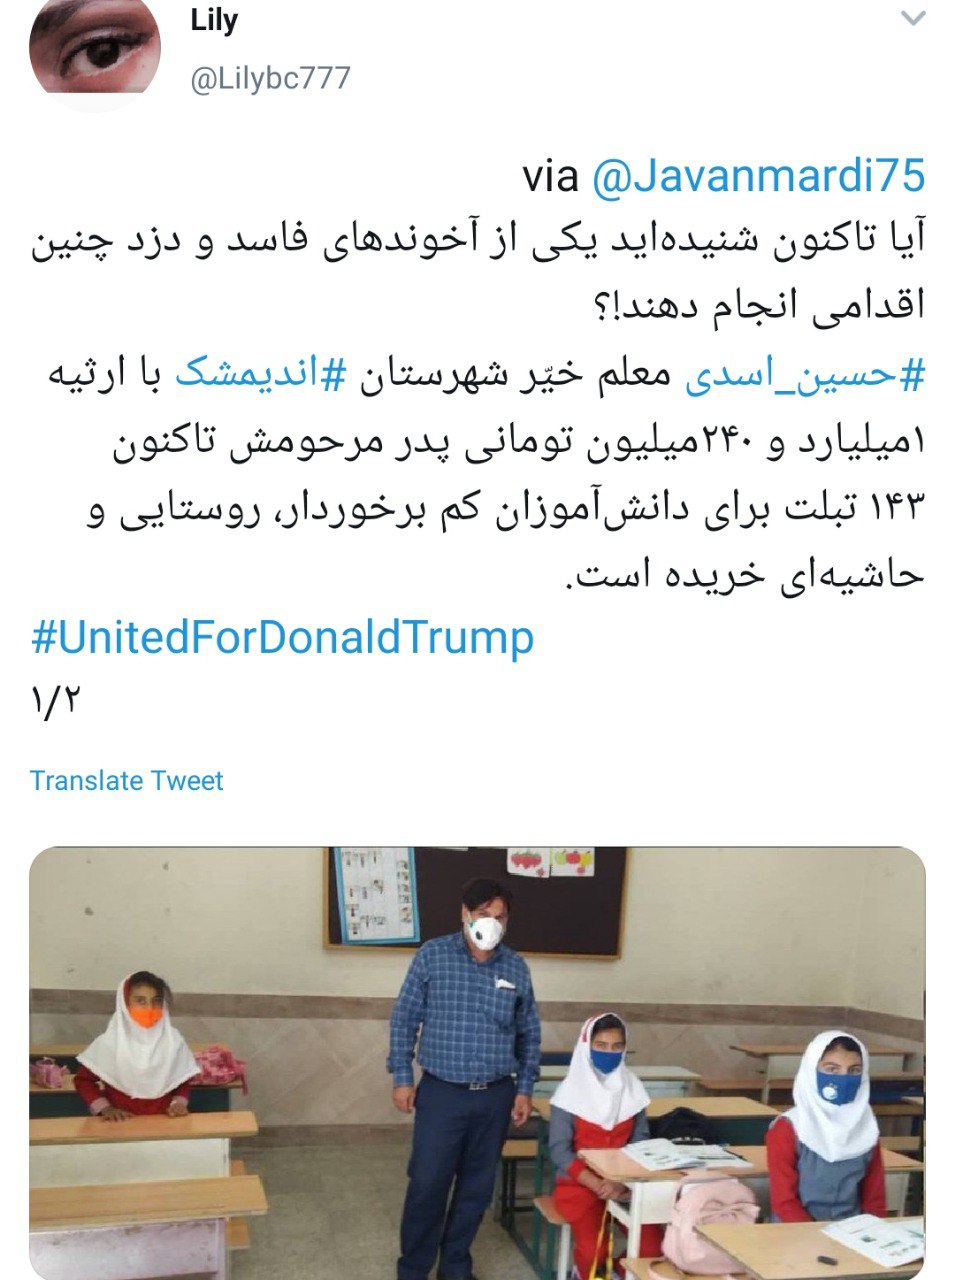 Lily
@Lilybc777
via @Javanmardi75
آیا تاکنون شنیده‌اید یکی از آخوندهای فاسد و دزد چنین
اقدامی انجام دهند!؟
#حسین_اسدی معلم خیّر شهرستان #اندیمشک با ارثیه
۱میلیارد و ۲۴۰میلیون تومانی پدر مرحومش تاکنون
۱۴۳ تبلت برای دانش‌آموزان کم برخوردار، روستایی و
حاشیه‌ای خریده است.
#UnitedForDonaldTrump
۱/۲
Translate Tweet